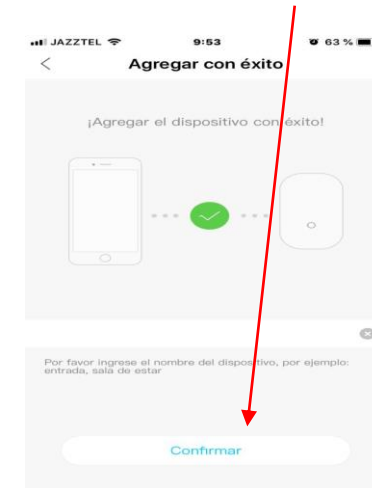 JAZZTEL 9:53 63 %
Agregar con éxito
¡Agregar el dispositivo con éxito!
Por favor ingrese el nombre del dispositivo, por ejemplo:
entrada, sala de estar
Confirmar